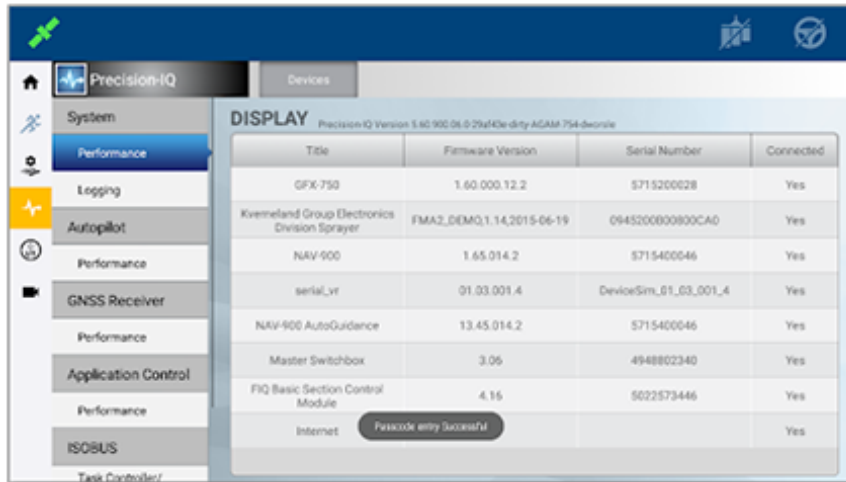 Precision-IQ
Devices
System
Performance
Logging
Autopilot
Performance
GNSS Receiver
Performance
Application Control
Performance
ISOBUS
Task Controller/
DISPLAY Precision-IQ Version
Title Firmware Version Serial Number Connected
GFX-750 1.60.000.12.2 5715200028 Yes
Kverneland Group Electronics
Division Sprayer FMA2_DEMO,1.14,2015-06-19 0945200B00800CA0 Yes
NAV-900 1.65.014.2 5715400046 Yes
serial_vr 01.03.001.4 DeviceSim_01_03_001_4 Yes
NAV-900 AutoGuidance 13.45.014.2 5715400046 Yes
Master Switchbox 3.06 4948802340 Yes
FIQ Basic Section Control
Module 4.16 5022573446 Yes
Internet Yes
Passcode entry Successful